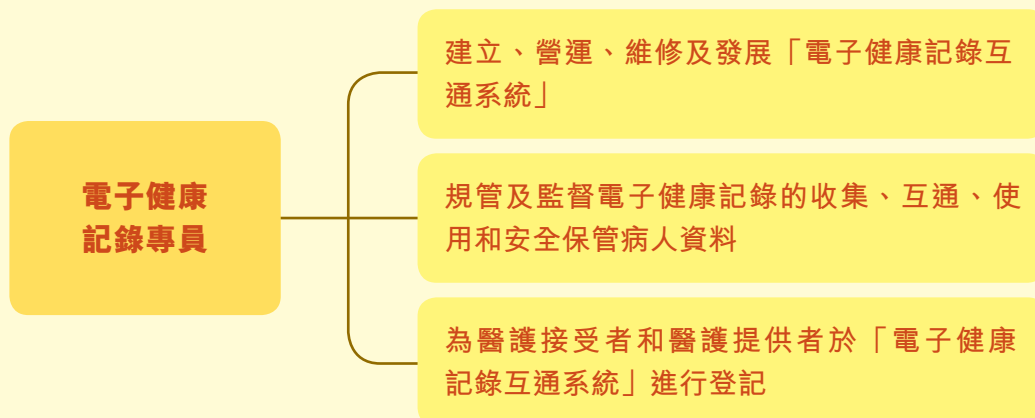 建立、營運、維修及發展「電子健康記錄互
通系統」
電子健康
記錄專員
規管及監督電子健康記錄的收集、互通、使
用和安全保管病人資料
為醫護接受者和醫護提供者於「電子健康
記錄互通系統」進行登記